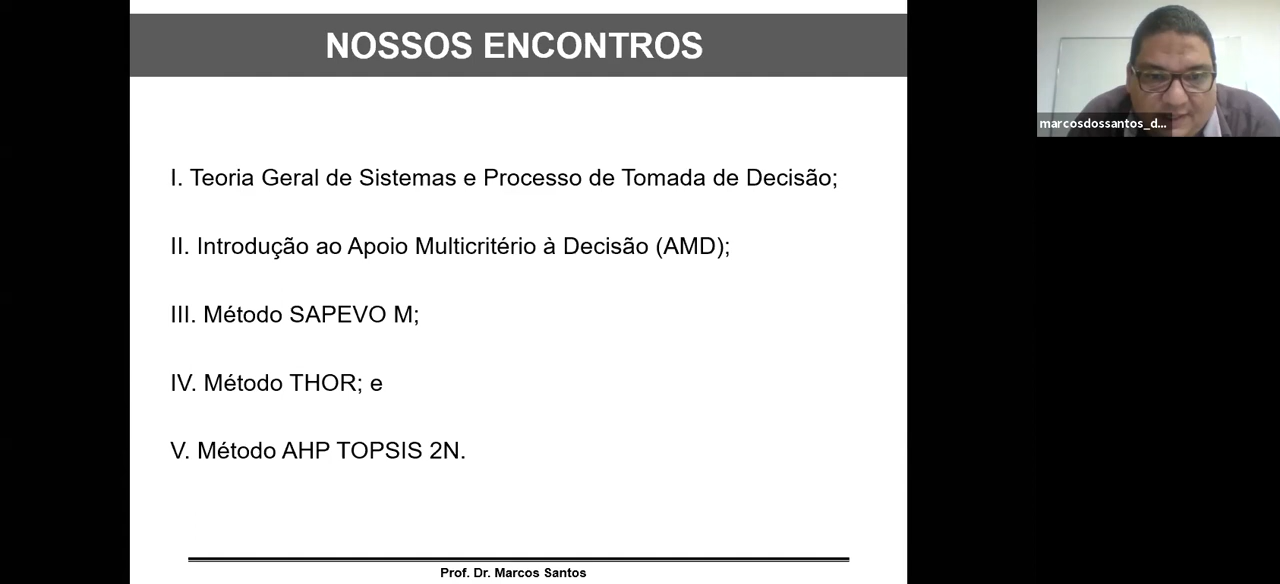 NOSSOS ENCONTROS
marcosdossantos_d...
I. Teoria Geral de Sistemas e Processo de Tomada de Decisão;
II. Introdução ao Apoio Multicritério à Decisão (AMD);
III. Método SAPEVO M;
IV. Método THOR; e
V. Método AHP TOPSIS 2N.
Prof. Dr. Marcos Santos